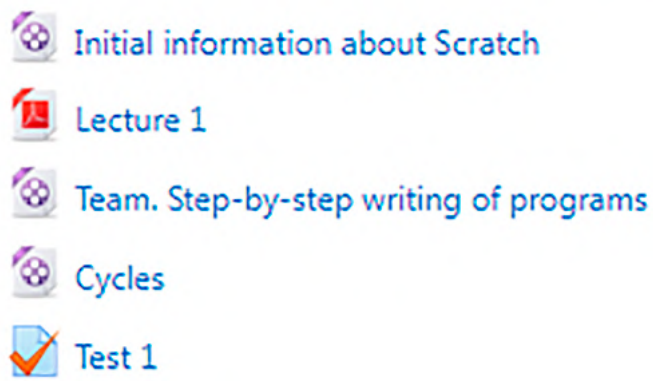 Initial information about Scratch
Lecture 1
Team. Step-by-step writing of programs
Cycles
Test 1